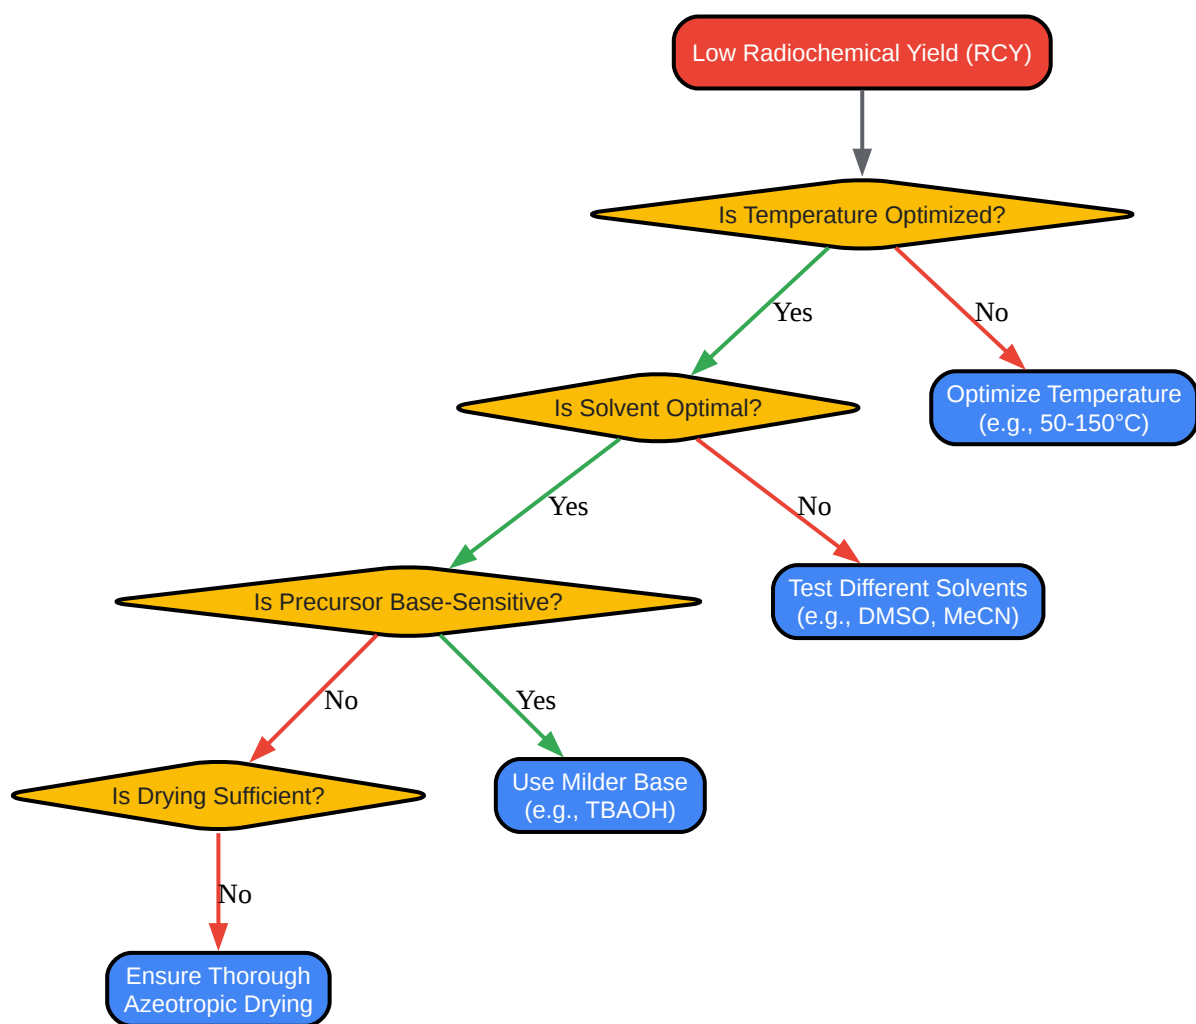 Low Radiochemical Yield (RCY)
Is Temperature Optimized?
Yes
No
Is Solvent Optimal?
Optimize Temperature
(e.g., 50-150°C)
Yes
No
Is Precursor Base-Sensitive?
Test Different Solvents
(e.g., DMSO, MeCN)
No
Yes
Is Drying Sufficient?
Use Milder Base
(e.g., TBAOH)
No
Ensure Thorough
Azeotropic Drying